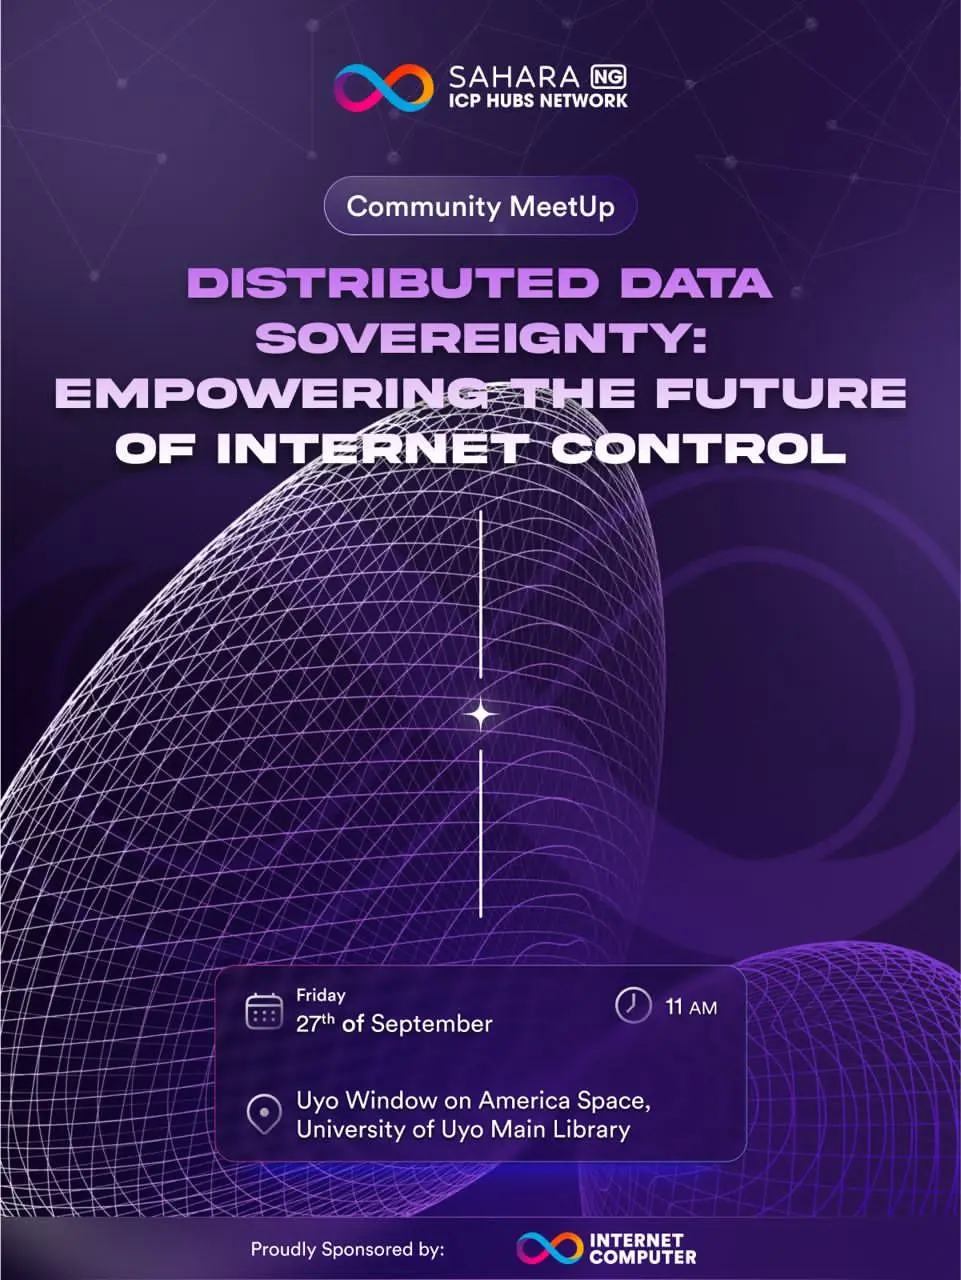 SAHARA NG
ICP HUBS NETWORK
Community MeetUp
DISTRIBUTED DATA
SOVEREIGNTY:
EMPOWERING THE FUTURE
OF INTERNET CONTROL
Friday
27th of September
11 AM
Uyo Window on America Space,
University of Uyo Main Library
Proudly Sponsored by:
INTERNET
COMPUTER